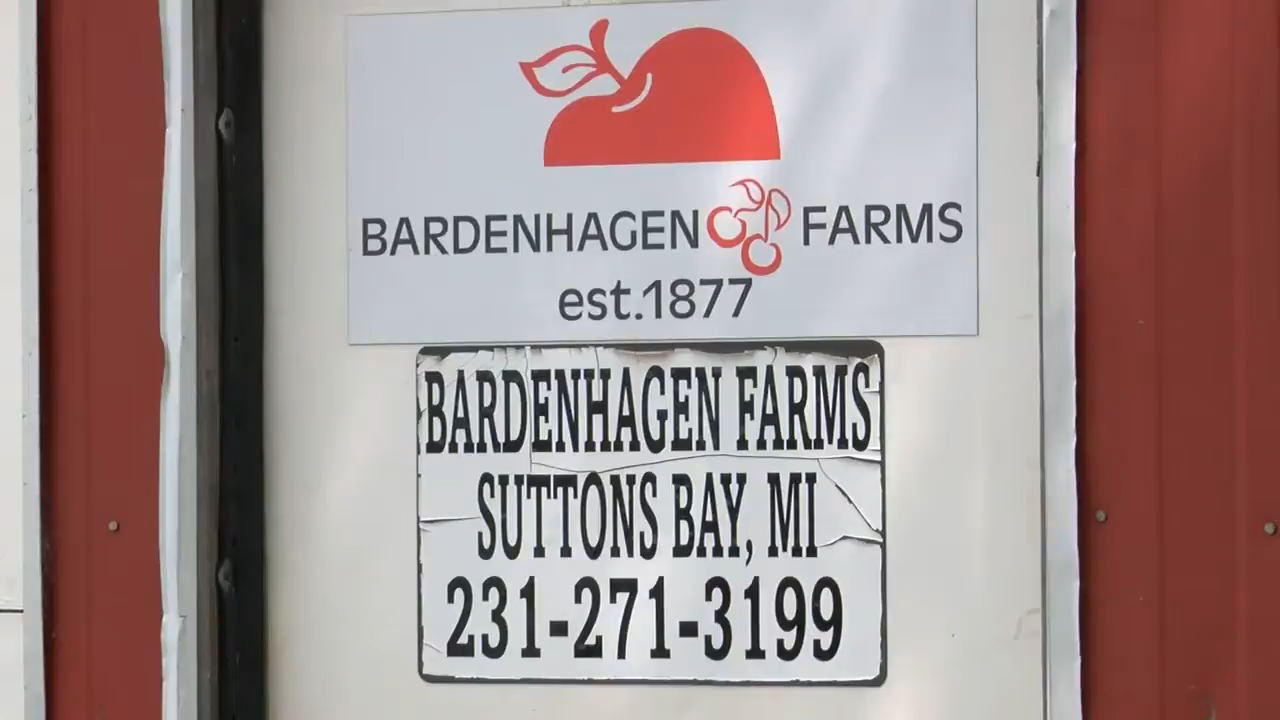 BARDENHAGEN FARMS
est.1877
BARDENHAGEN FARMS
SUTTONS BAY, MI
231-271-3199